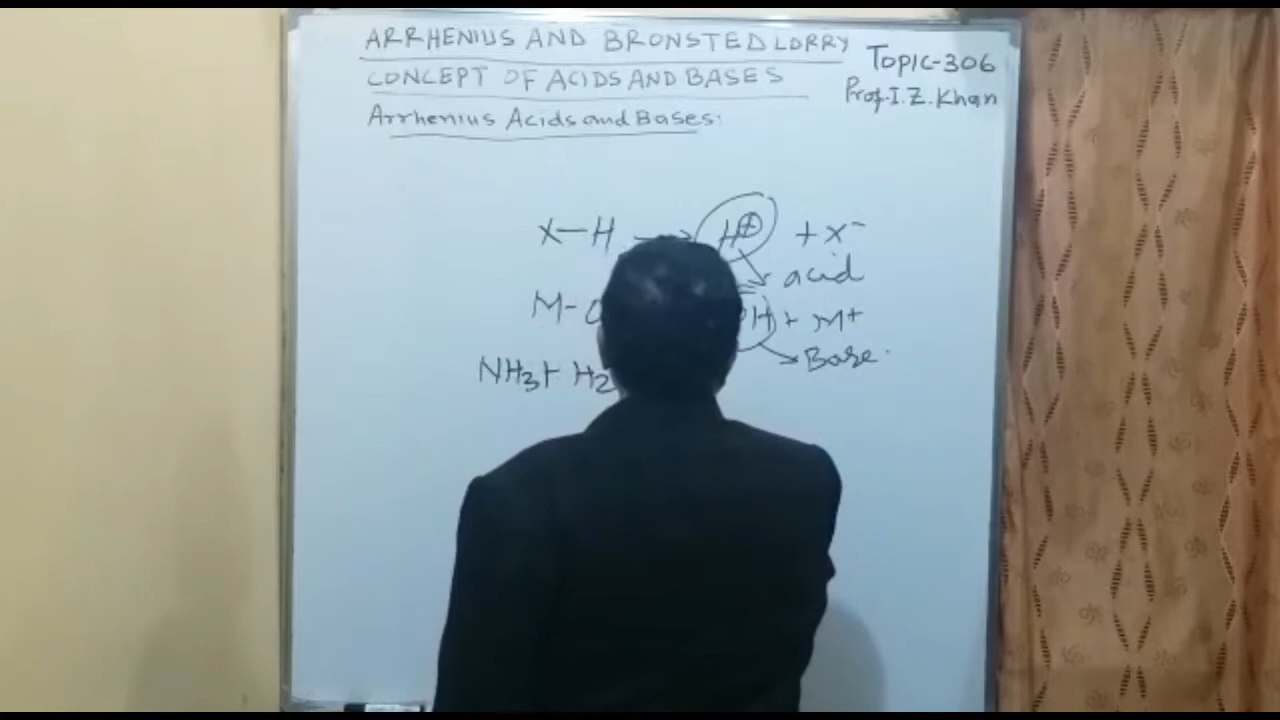 ARRHENIUS AND BRONSTED LORRY
CONCEPT OF ACIDS AND BASES
TOPIC-306
Prof. I. Z. Khan
Arrhenius Acids and Bases:
X-H → H⊕ + X⁻
acid
M- H + M⁺
Base.
NH₃ + H₂